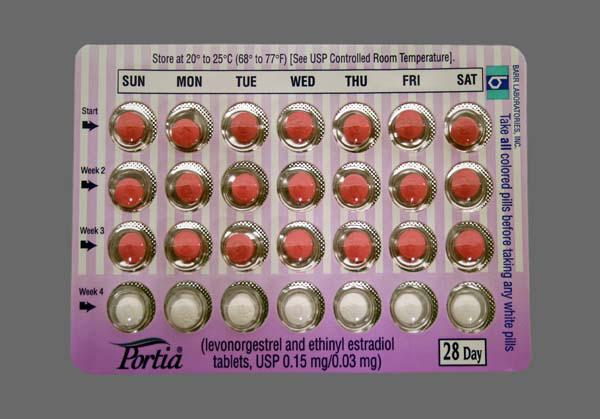 Store at 20° to 25°C (68° to 77°F) [See USP Controlled Room Temperature].
SUN MON TUE WED THU FRI SAT
BARR LABORATORIES, INC.
Take all colored pills before taking any white pills
Start
Week 2
Week 3
Week 4
Portia®
(levonorgestrel and ethinyl estradiol
tablets, USP 0.15 mg/0.03 mg)
28 Day